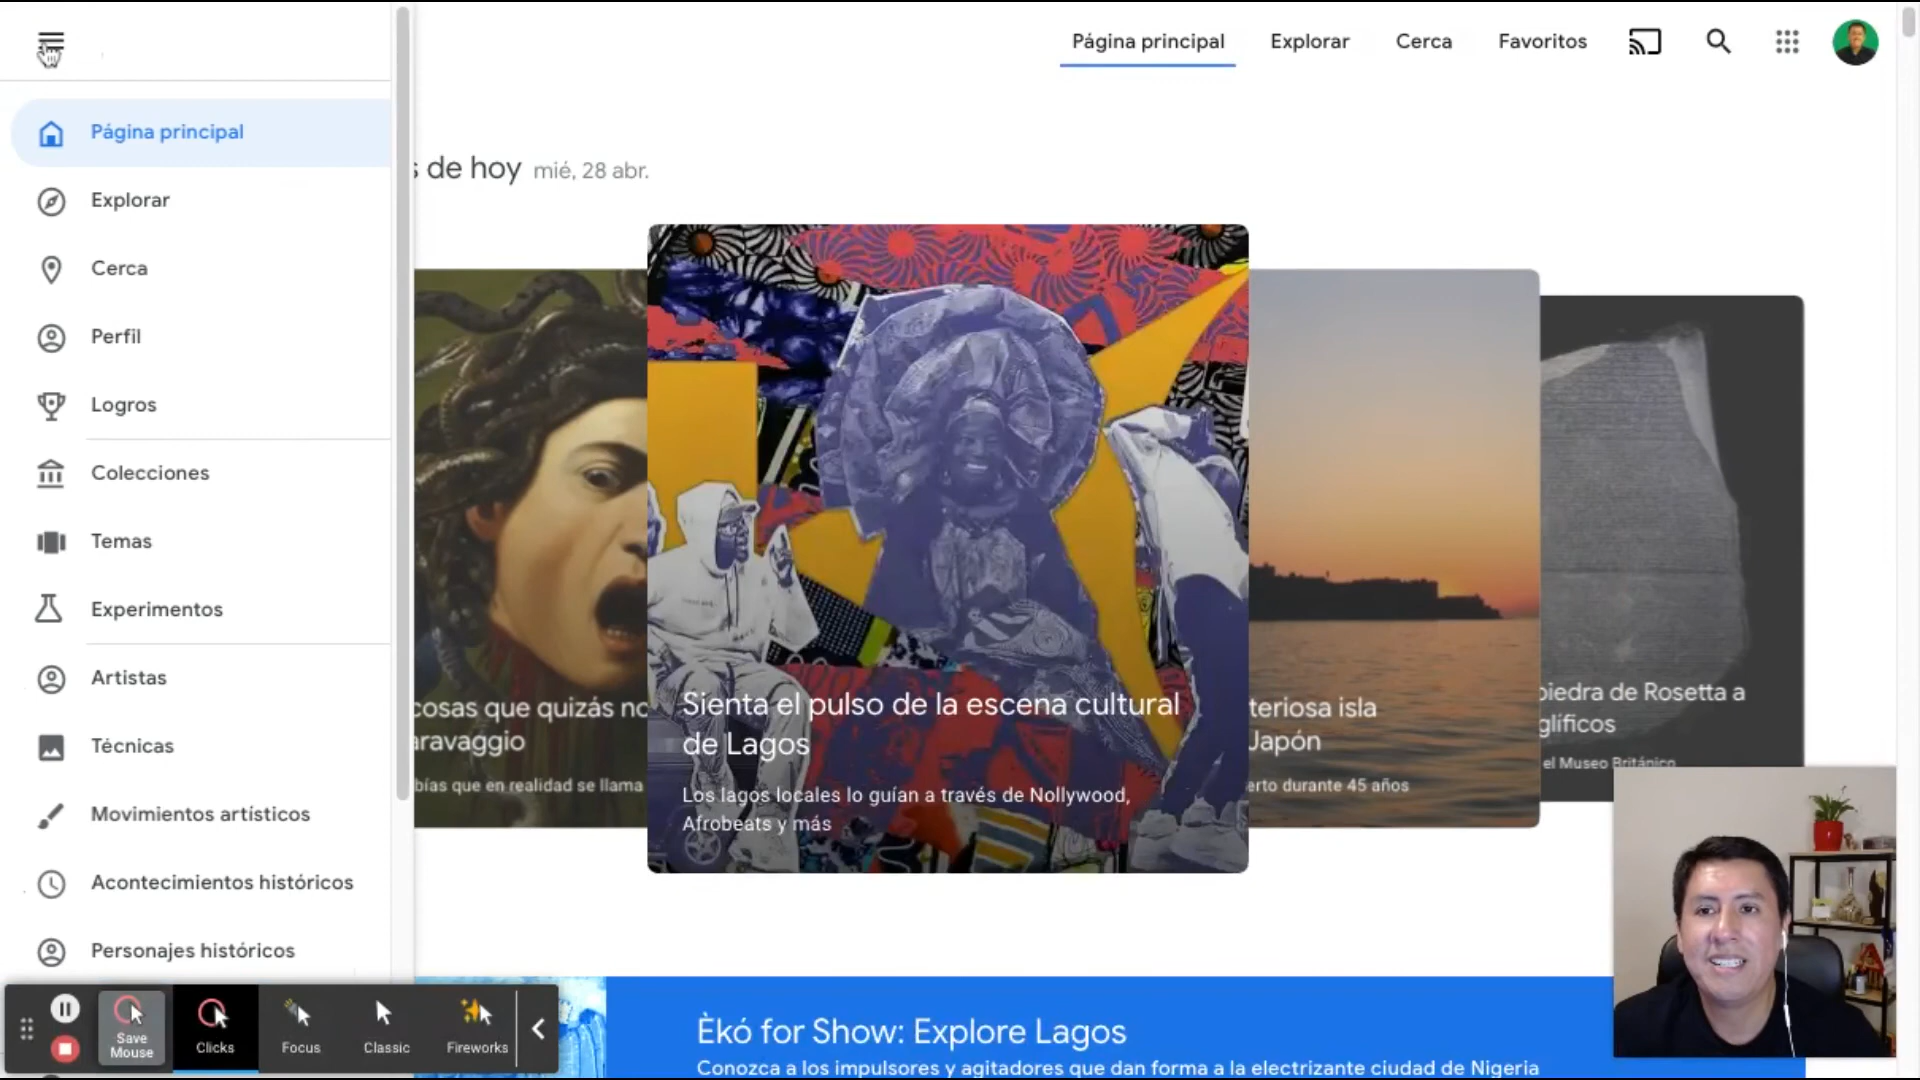 Página principal
Explorar
Cerca
Favoritos
Página principal
Explorar
Cerca
Perfil
Logros
Colecciones
Temas
Experimentos
Artistas
Técnicas
Movimientos artísticos
Acontecimientos históricos
Personajes históricos
de hoy mié, 28 abr.
cosas que quizás no
aravaggio
bías que en realidad se llama
Sienta el pulso de la escena cultural
de Lagos
Los lagos locales lo guían a través de Nollywood,
Afrobeats y más
teriosa isla
Japón
erto durante 45 años
piedra de Rosetta a
glíficos
el Museo Británico
Èkó for Show: Explore Lagos
Conozca a los impulsores y agitadores que dan forma a la electrizante ciudad de Nigeria
Save
Mouse
Clicks
Focus
Classic
Fireworks